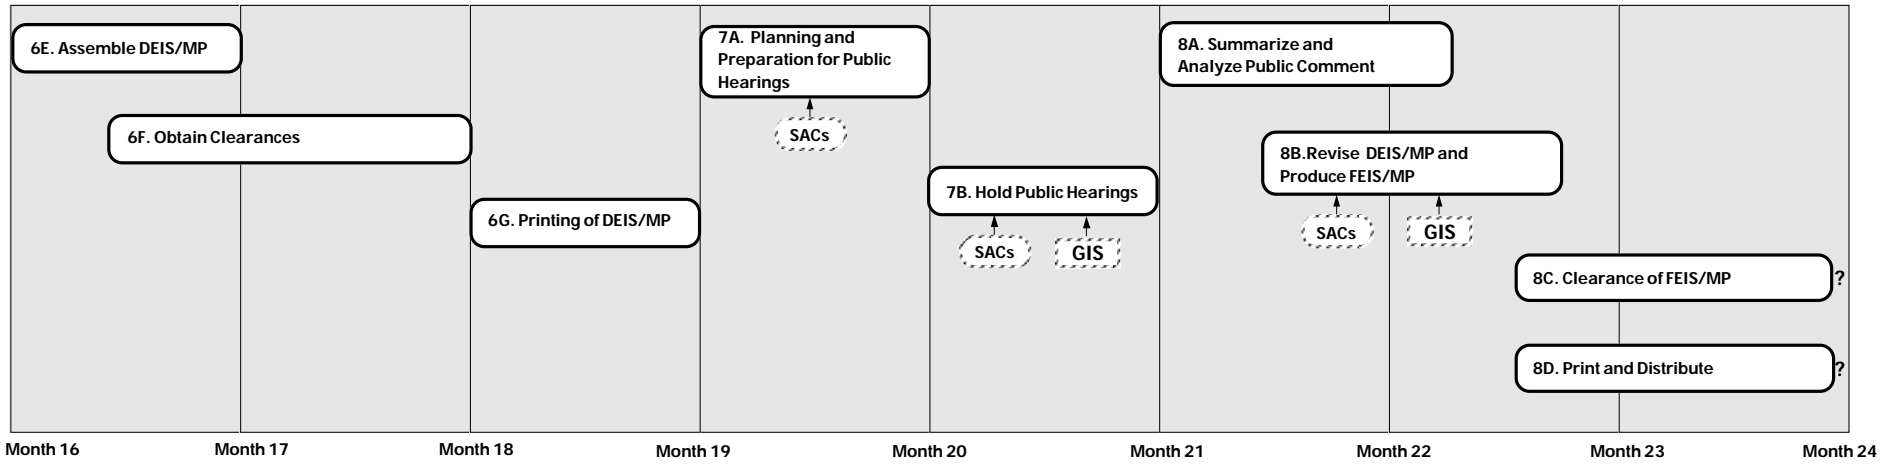 6E. Assemble DEIS/MP
6F. Obtain Clearances
6G. Printing of DEIS/MP
7A. Planning and
Preparation for Public
Hearings
SACs
7B. Hold Public Hearings
SACs
GIS
8A. Summarize and
Analyze Public Comment
8B.Revise DEIS/MP and
Produce FEIS/MP
SACs
GIS
8C. Clearance of FEIS/MP
?
8D. Print and Distribute
?
Month 16
Month 17
Month 18
Month 19
Month 20
Month 21
Month 22
Month 23
Month 24